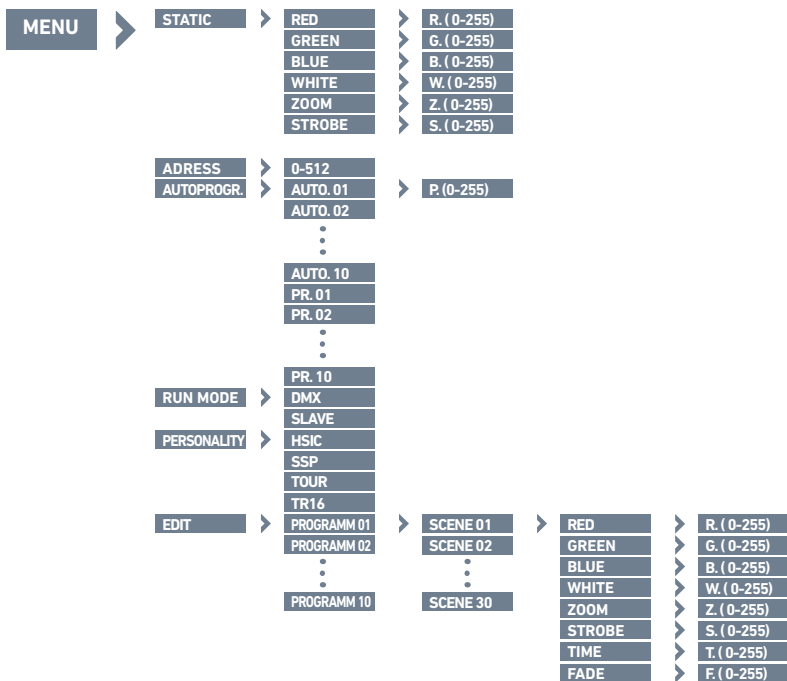 MENU STATIC RED R. ( 0-255)
GREEN G. ( 0-255)
BLUE B. ( 0-255)
WHITE W. ( 0-255)
ZOOM Z. ( 0-255)
STROBE S. ( 0-255)
ADRESS 0-512
AUTOPROGR. AUTO. 01 P. (0-255)
AUTO. 02
AUTO. 10
PR. 01
PR. 02
PR. 10
RUN MODE DMX
SLAVE
PERSONALITY HSIC
SSP
TOUR
TR16
EDIT PROGRAMM 01 SCENE 01 RED R. ( 0-255)
PROGRAMM 02 SCENE 02 GREEN G. ( 0-255)
BLUE B. ( 0-255)
PROGRAMM 10 SCENE 30 WHITE W. ( 0-255)
ZOOM Z. ( 0-255)
STROBE S. ( 0-255)
TIME T. ( 0-255)
FADE F. ( 0-255)